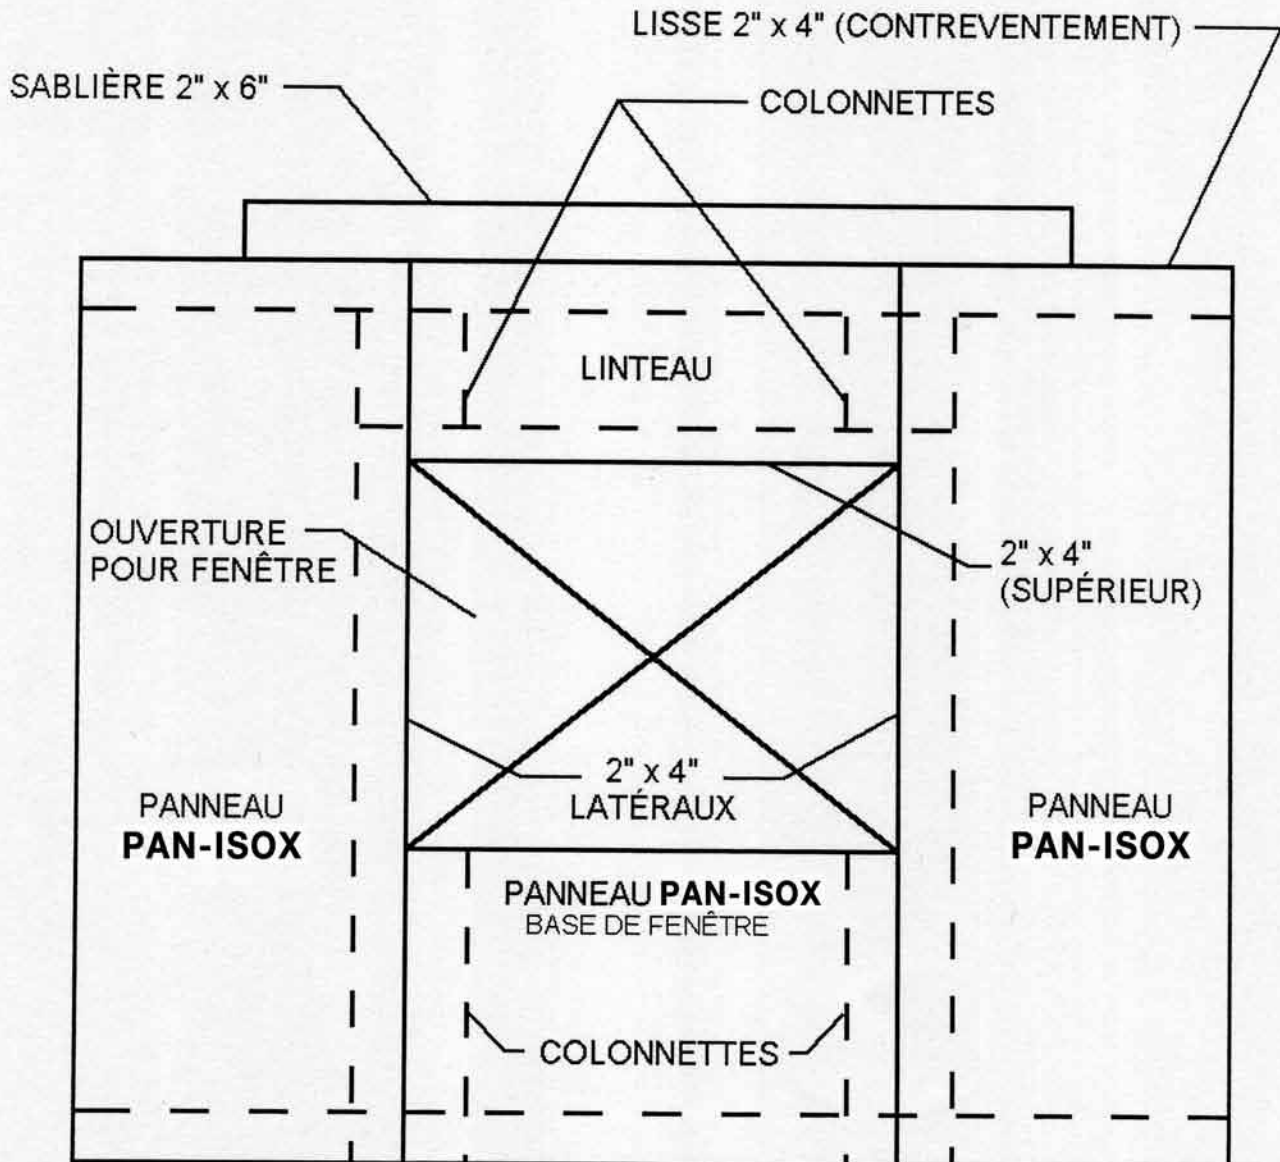 LISSE 2" x 4" (CONTREVENTEMENT)
SABLIÈRE 2" x 6"
COLONNETTES
LINTEAU
OUVERTURE
POUR FENÊTRE
2" x 4"
(SUPÉRIEUR)
2" x 4"
LATÉRAUX
PANNEAU
PAN-ISOX
PANNEAU
PAN-ISOX
PANNEAU PAN-ISOX
BASE DE FENÊTRE
COLONNETTES